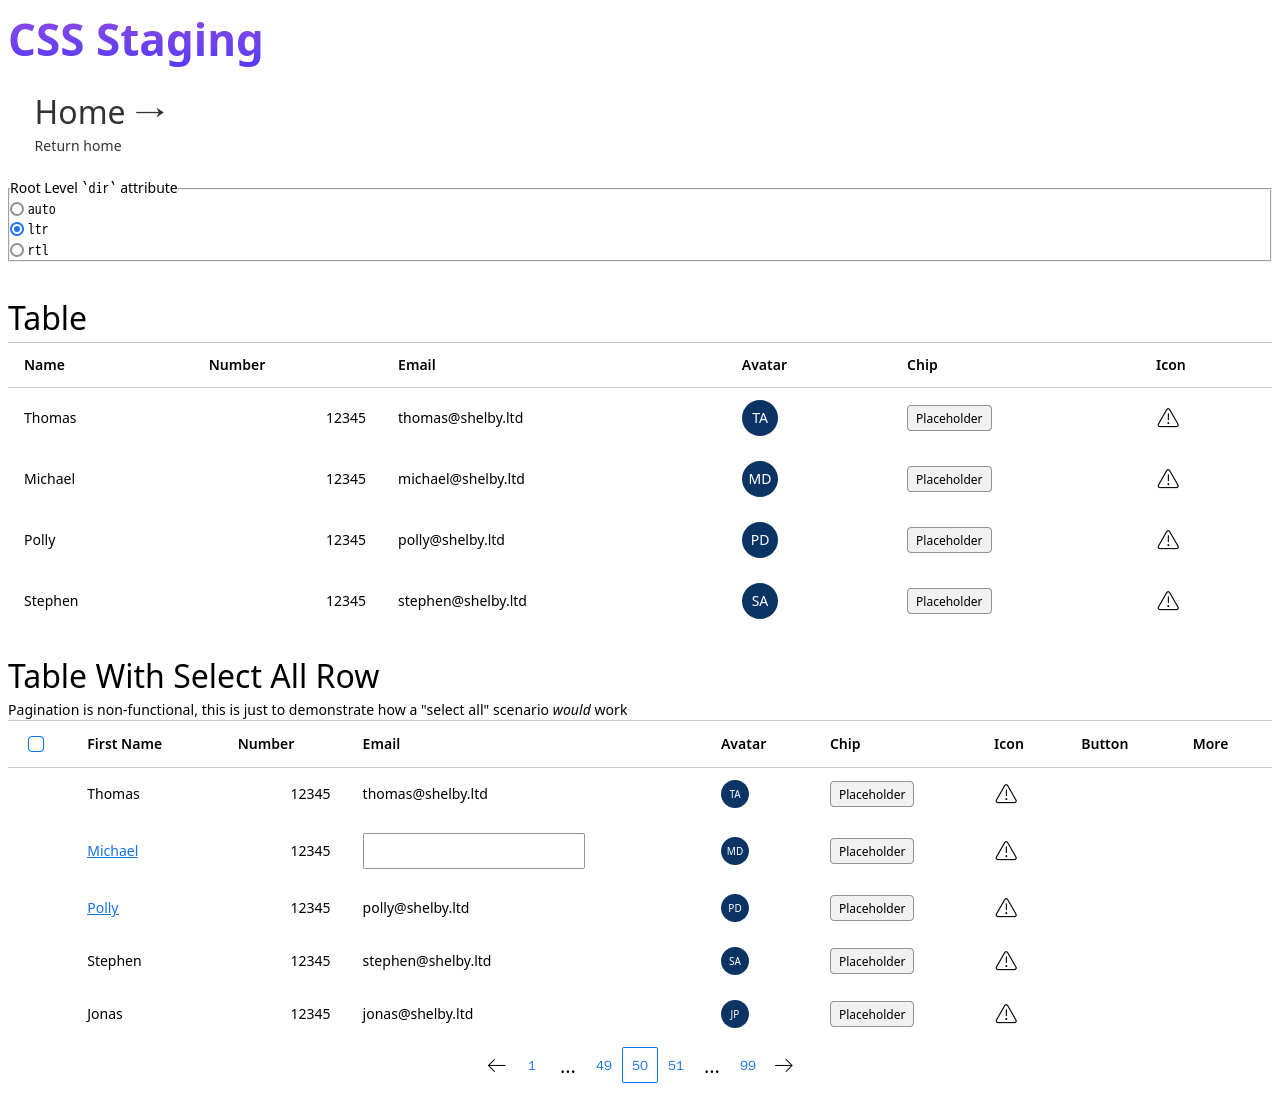 CSS Staging
Home →
Return home
Root Level `dir` attribute
auto
ltr
rtl
Table
Name Number Email Avatar Chip Icon
Thomas 12345 thomas@shelby.ltd TA Placeholder
Michael 12345 michael@shelby.ltd MD Placeholder
Polly 12345 polly@shelby.ltd PD Placeholder
Stephen 12345 stephen@shelby.ltd SA Placeholder
Table With Select All Row
Pagination is non-functional, this is just to demonstrate how a "select all" scenario would work
First Name Number Email Avatar Chip Icon Button More
Thomas 12345 thomas@shelby.ltd TA Placeholder
Michael 12345 MD Placeholder
Polly 12345 polly@shelby.ltd PD Placeholder
Stephen 12345 stephen@shelby.ltd SA Placeholder
Jonas 12345 jonas@shelby.ltd JP Placeholder
← 1 ... 49 50 51 ... 99 →